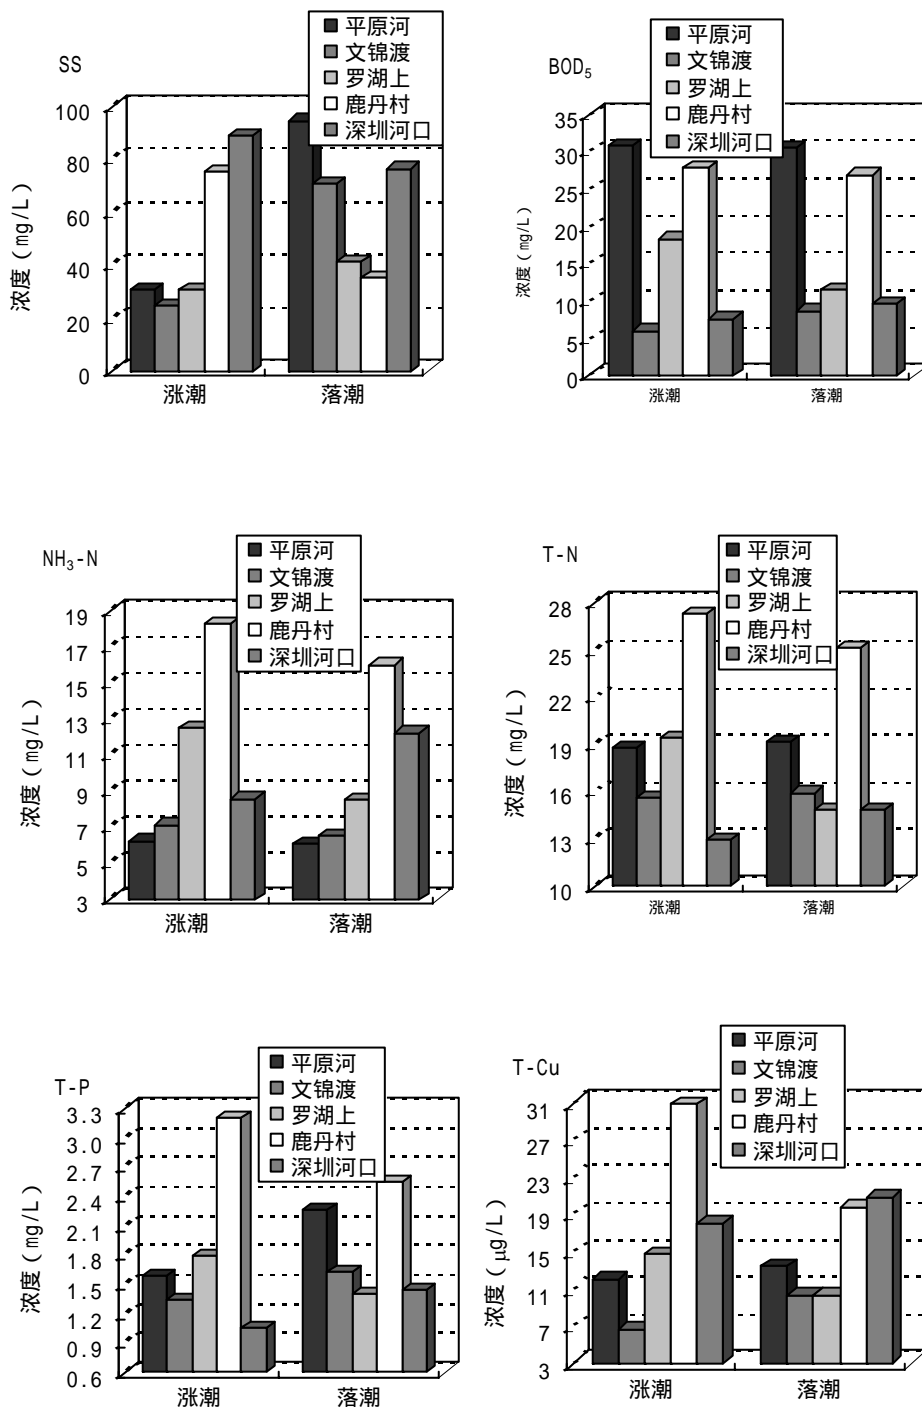 SS
平原河
文锦渡
罗湖上
鹿丹村
深圳河口
浓度（mg/L）
100
80
60
40
20
0
涨潮
落潮
BOD₅
平原河
文锦渡
罗湖上
鹿丹村
深圳河口
浓度（mg/L）
35
30
25
20
15
10
5
0
涨潮
落潮
NH₃-N
平原河
文锦渡
罗湖上
鹿丹村
深圳河口
浓度（mg/L）
19
17
15
13
11
9
7
5
3
涨潮
落潮
T-N
平原河
文锦渡
罗湖上
鹿丹村
深圳河口
浓度（mg/L）
28
25
22
19
16
13
10
涨潮
落潮
T-P
平原河
文锦渡
罗湖上
鹿丹村
深圳河口
浓度（mg/L）
3.3
3.0
2.7
2.4
2.1
1.8
1.5
1.2
0.9
0.6
涨潮
落潮
T-Cu
平原河
文锦渡
罗湖上
鹿丹村
深圳河口
浓度（μg/L）
31
27
23
19
15
11
7
3
涨潮
落潮